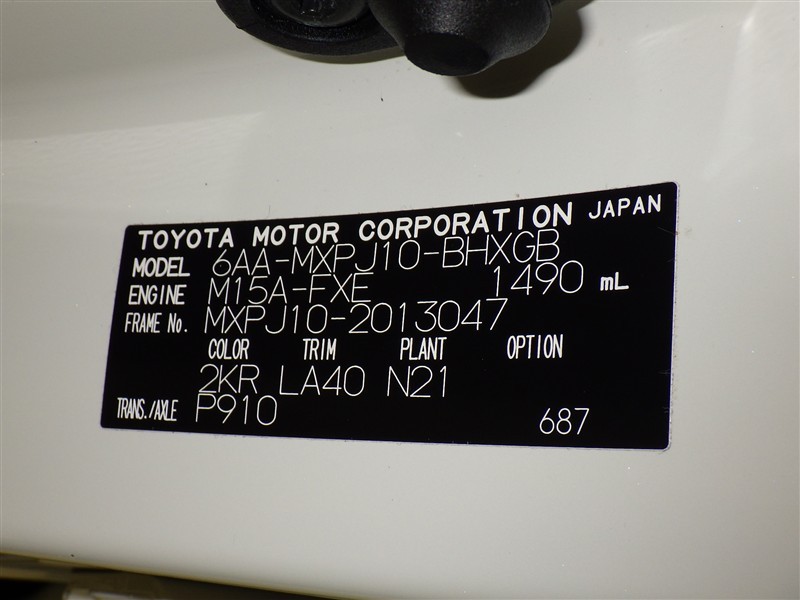 TOYOTA MOTOR CORPORATION JAPAN
MODEL 6AA-MXPJ10-BHXGB
ENGINE M15A-FXE 1490 mL
FRAME No. MXPJ10-2013047
COLOR TRIM PLANT OPTION
2KR LA40 N21
TRANS./AXLE P910 687